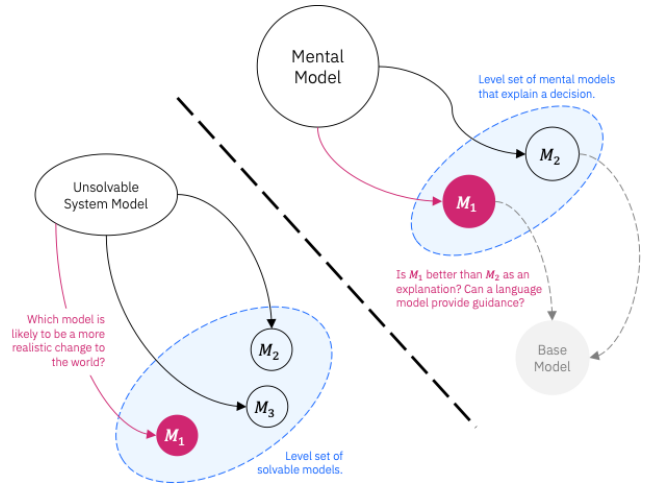 Mental
Model
Level set of mental models
that explain a decision.
M₂
M₁
Is M₁ better than M₂ as an
explanation? Can a language
model provide guidance?
Base
Model
Unsolvable
System Model
Which model is
likely to be a more
realistic change to
the world?
M₂
M₃
M₁
Level set of
solvable models.